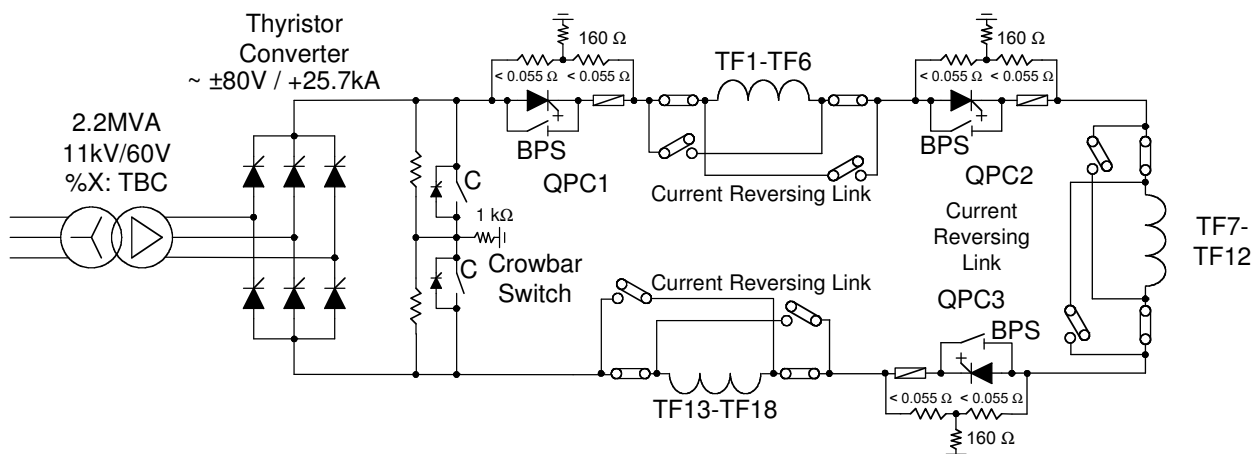 Thyristor
Converter
~ ±80V / +25.7kA
2.2MVA
11kV/60V
%X: TBC
160 Ω
< 0.055 Ω
< 0.055 Ω
BPS
QPC1
TF1-TF6
Current Reversing Link
160 Ω
< 0.055 Ω
< 0.055 Ω
BPS
QPC2
Current
Reversing
Link
TF7-
TF12
C
1 kΩ
C
Crowbar
Switch
Current Reversing Link
TF13-TF18
QPC3
BPS
< 0.055 Ω
< 0.055 Ω
160 Ω